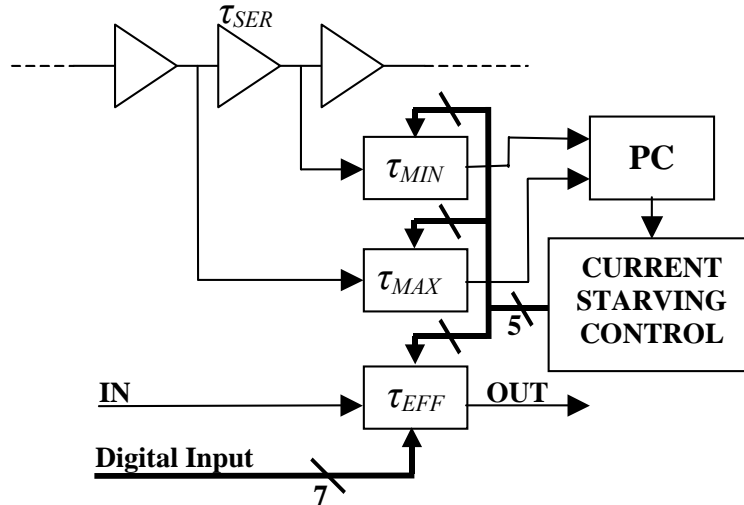 τSER
τMIN
PC
τMAX
CURRENT
STARVING
CONTROL
5
IN
τEFF
OUT
Digital Input
7